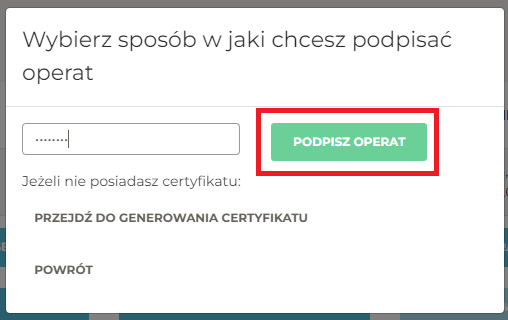 Wybierz sposób w jaki chcesz podpisać
operat
········
PODPISZ OPERAT
Jeżeli nie posiadasz certyfikatu:
PRZEJDŹ DO GENEROWANIA CERTYFIKATU
POWRÓT